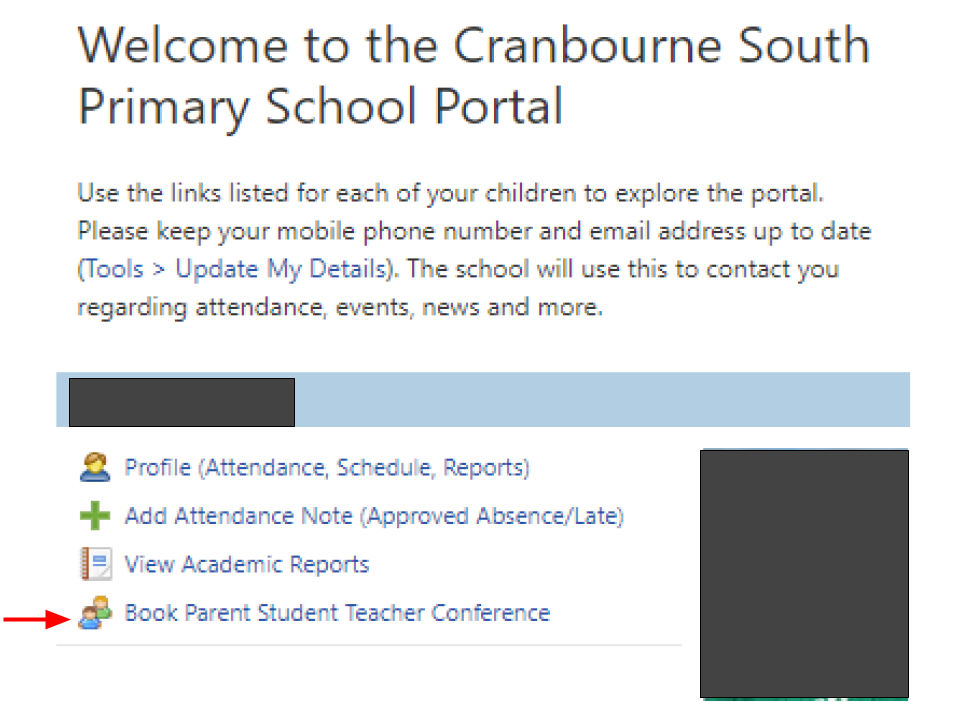 Welcome to the Cranbourne South
Primary School Portal
Use the links listed for each of your children to explore the portal.
Please keep your mobile phone number and email address up to date
(Tools > Update My Details). The school will use this to contact you
regarding attendance, events, news and more.
Profile (Attendance, Schedule, Reports)
Add Attendance Note (Approved Absence/Late)
View Academic Reports
Book Parent Student Teacher Conference